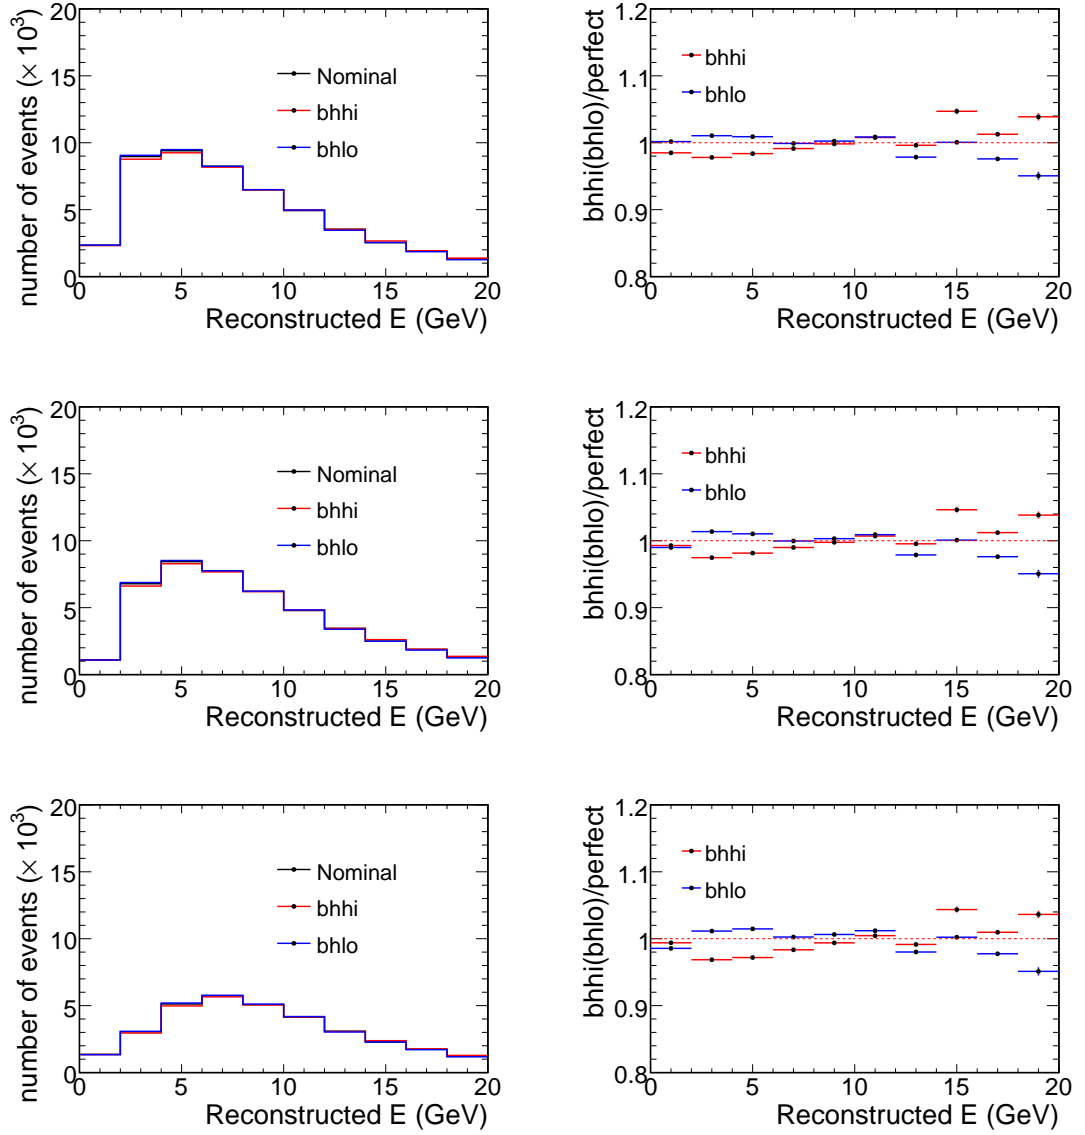 number of events (× 10³)
20
15
10
5
0
0 5 10 15 20
Reconstructed E (GeV)
Nominal
bhhi
bhlo
bhhi(bhlo)/perfect
1.2
1.1
1
0.9
0.8
0 5 10 15 20
Reconstructed E (GeV)
bhhi
bhlo
number of events (× 10³)
20
15
10
5
0
0 5 10 15 20
Reconstructed E (GeV)
Nominal
bhhi
bhlo
bhhi(bhlo)/perfect
1.2
1.1
1
0.9
0.8
0 5 10 15 20
Reconstructed E (GeV)
bhhi
bhlo
number of events (× 10³)
20
15
10
5
0
0 5 10 15 20
Reconstructed E (GeV)
Nominal
bhhi
bhlo
bhhi(bhlo)/perfect
1.2
1.1
1
0.9
0.8
0 5 10 15 20
Reconstructed E (GeV)
bhhi
bhlo